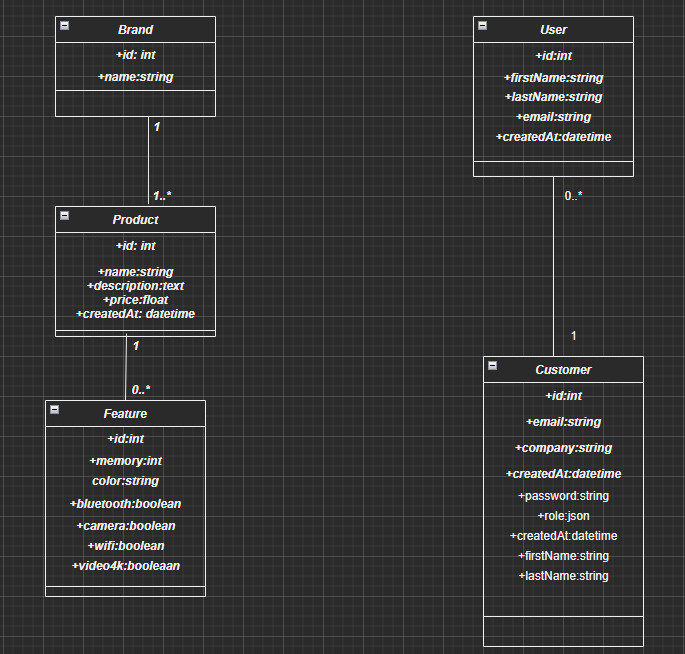 Brand
+id: int
+name:string
1
1..*
Product
+id: int
+name:string
+description:text
+price:float
+createdAt: datetime
1
0..*
Feature
+id:int
+memory:int
color:string
+bluetooth:boolean
+camera:boolean
+wifi:boolean
+video4k:booleaan
User
+id:int
+firstName:string
+lastName:string
+email:string
+createdAt:datetime
0..*
1
Customer
+id:int
+email:string
+company:string
+createdAt:datetime
+password:string
+role:json
+createdAt:datetime
+firstName:string
+lastName:string